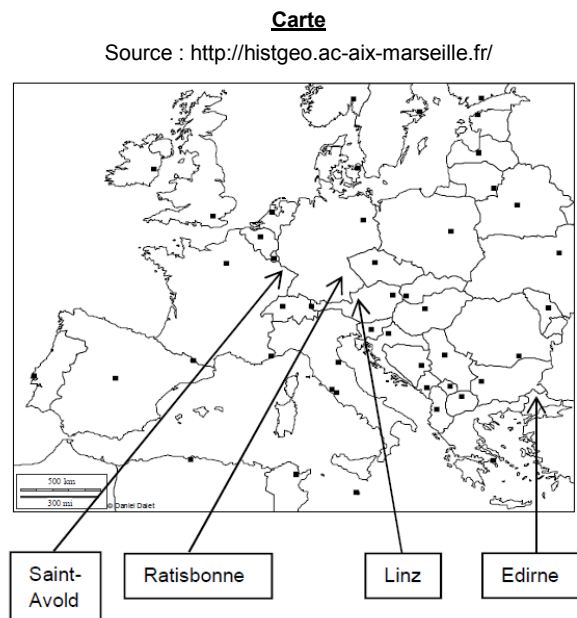 Carte
Source : http://histgeo.ac-aix-marseille.fr/
500 km
300 mi
© Daniel Dalet
Saint-
Avold
Ratisbonne
Linz
Edirne